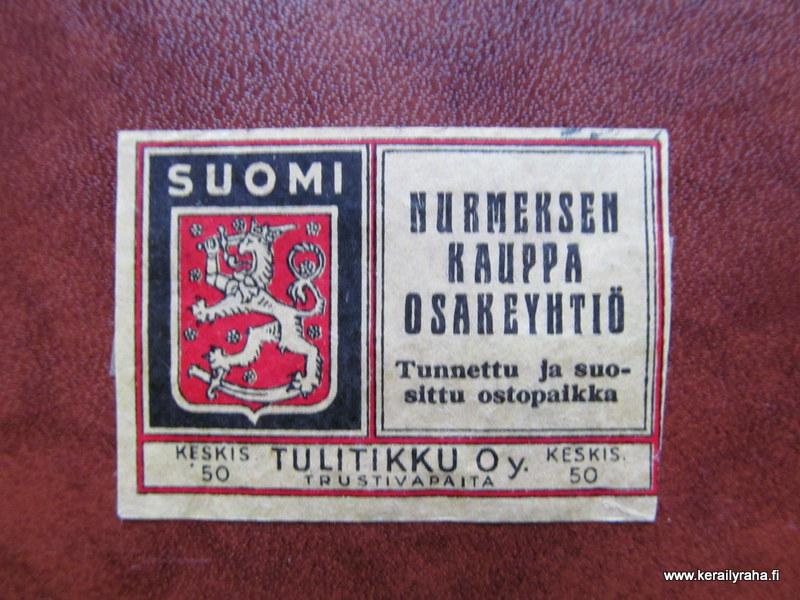 SUOMI
NURMEKSEN
KAUPPA
OSAKEYHTIÖ
Tunnettu ja suo-
sittu ostopaikka
KESKIS. 50
TULITIKKU Oy.
TRUSTIVAPAITA
KESKIS. 50
www.kerailyraha.fi